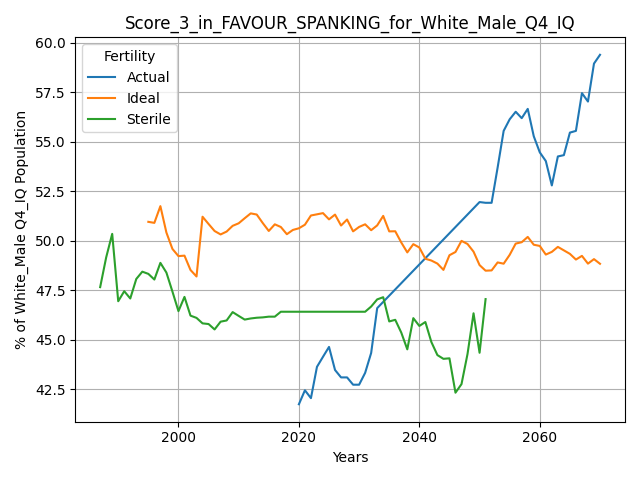 Score_3_in_FAVOUR_SPANKING_for_White_Male_Q4_IQ
60.0
57.5
55.0
52.5
50.0
47.5
45.0
42.5
% of White_Male Q4_IQ Population
Fertility
Actual
Ideal
Sterile
2000
2020
2040
2060
Years